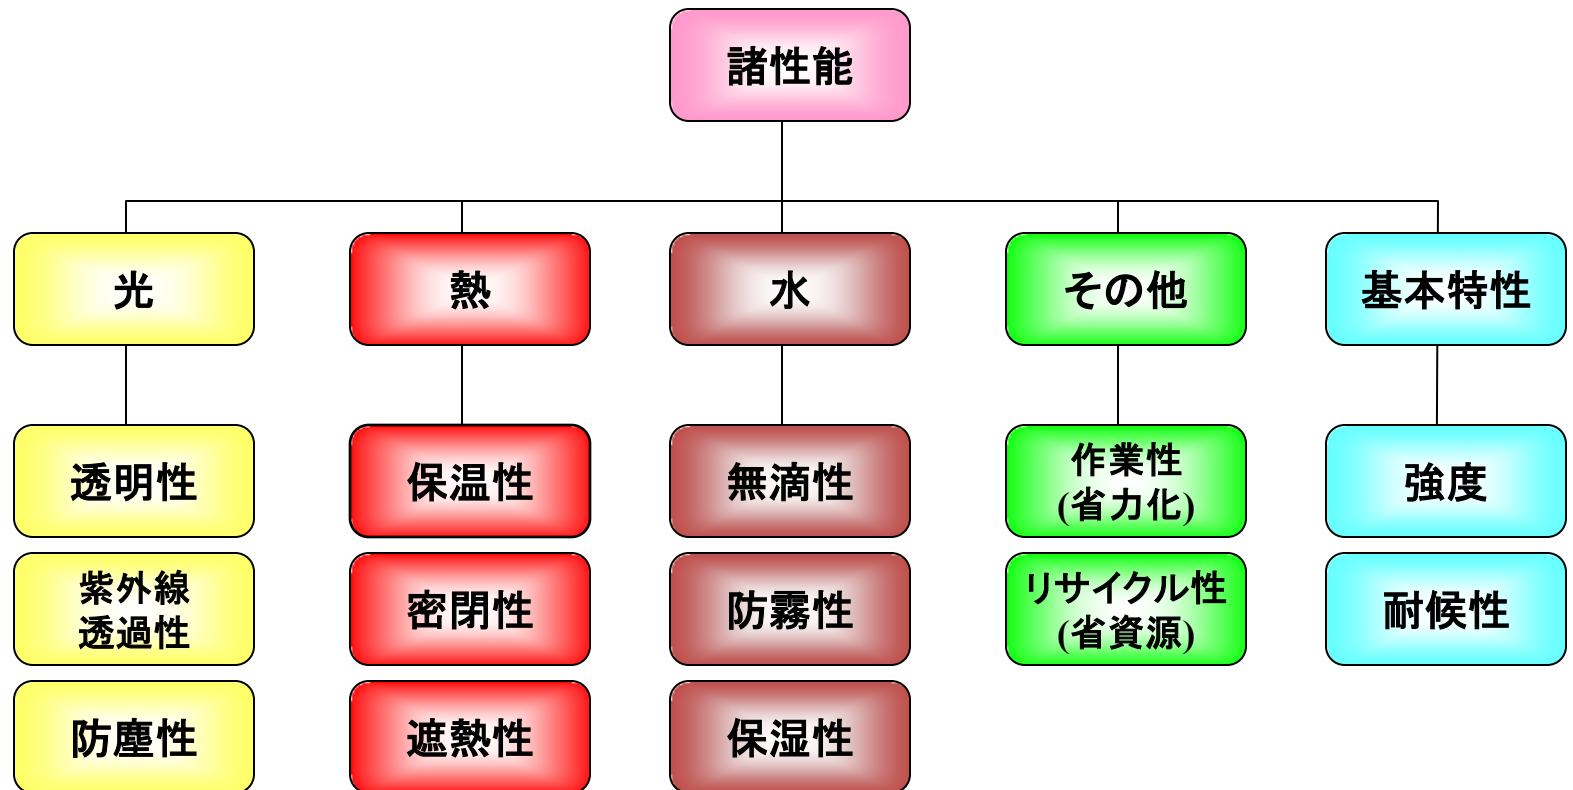 諸性能
光
熱
水
その他
基本特性
透明性
保温性
無滴性
作業性
(省力化)
強度
紫外線
透過性
密閉性
防霧性
リサイクル性
(省資源)
耐候性
防塵性
遮熱性
保湿性